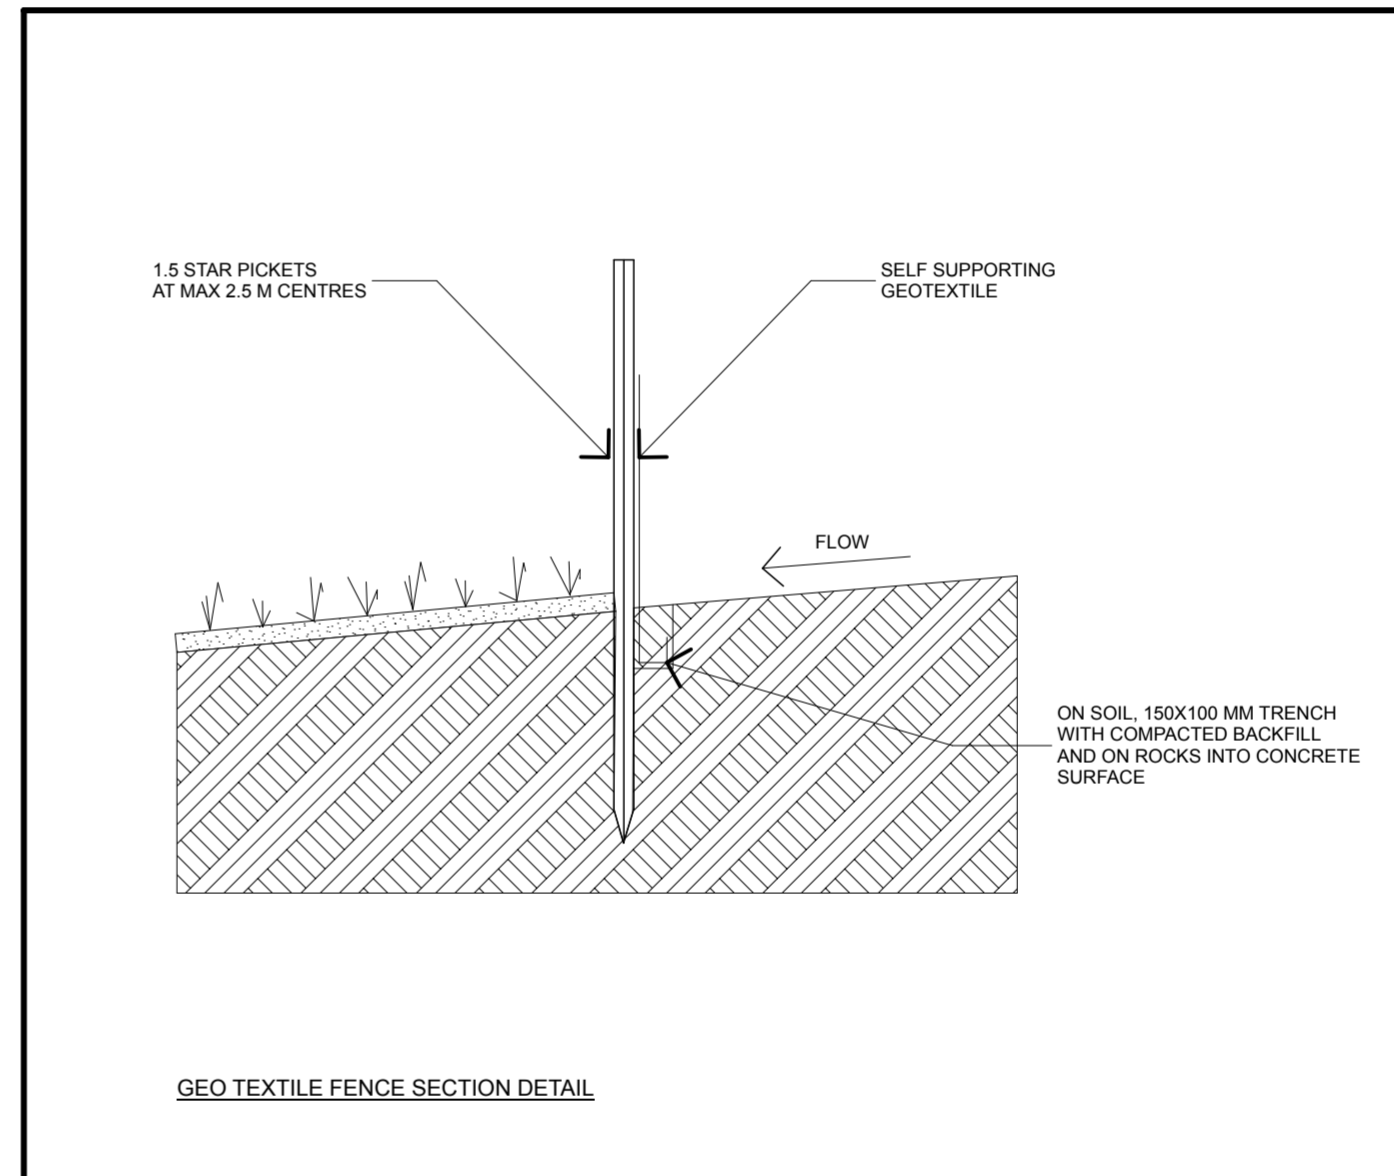 1.5 STAR PICKETS
AT MAX 2.5 M CENTRES
SELF SUPPORTING
GEOTEXTILE
FLOW
ON SOIL, 150X100 MM TRENCH
WITH COMPACTED BACKFILL
AND ON ROCKS INTO CONCRETE
SURFACE
GEO TEXTILE FENCE SECTION DETAIL